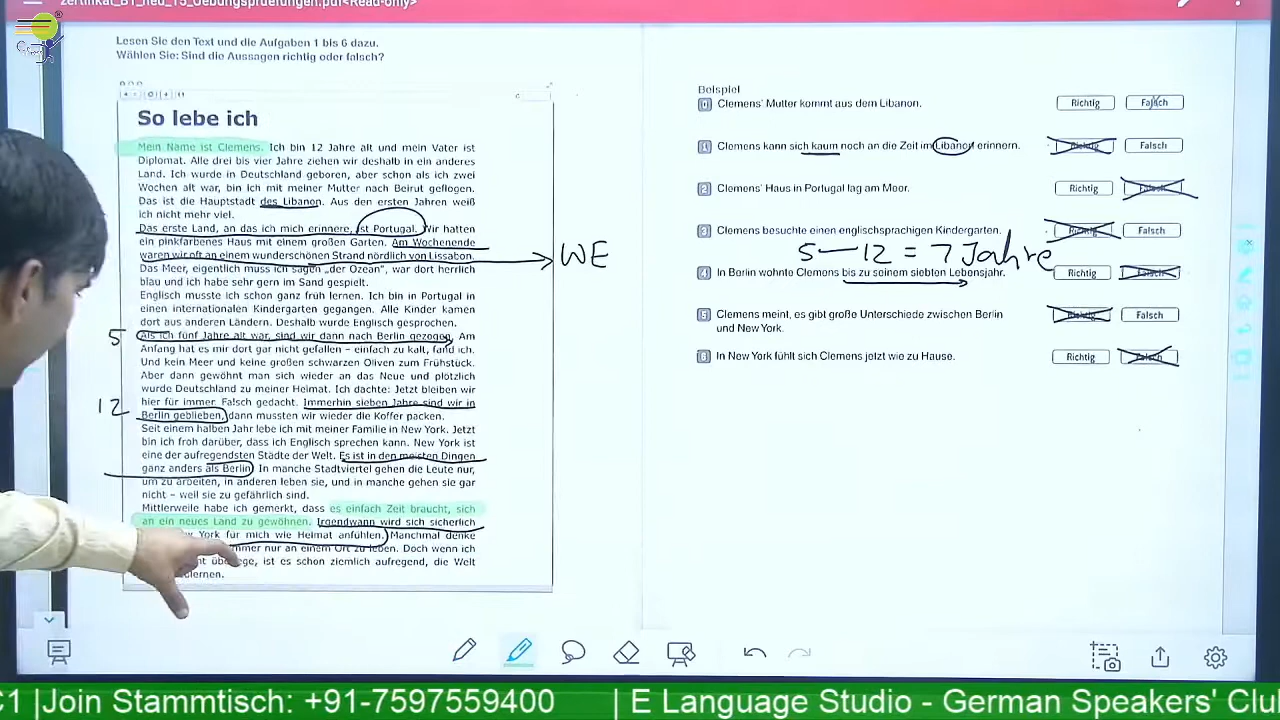 zertifikat_B1_neu_15_Uebungspruefungen.pdf<Read-only>
Lesen Sie den Text und die Aufgaben 1 bis 6 dazu.
Wählen Sie: Sind die Aussagen richtig oder falsch?
So lebe ich
Mein Name ist Clemens. Ich bin 12 Jahre alt und mein Vater ist
Diplomat. Alle drei bis vier Jahre ziehen wir deshalb in ein anderes
Land. Ich wurde in Deutschland geboren, aber schon als ich zwei
Wochen alt war, bin ich mit meiner Mutter nach Beirut geflogen.
Das ist die Hauptstadt des Libanon. Aus den ersten Jahren weiß
ich nicht mehr viel.
Das erste Land, an das ich mich erinnere, ist Portugal. Wir hatten
ein pinkfarbenes Haus mit einem großen Garten. Am Wochenende
waren wir oft an einem wunderschönen Strand nördlich von Lissabon.
WE
Das Meer, eigentlich muss ich sagen „der Ozean", war dort herrlich
blau und ich habe sehr gern im Sand gespielt.
Englisch musste ich schon ganz früh lernen. Ich bin in Portugal in
einen internationalen Kindergarten gegangen. Alle Kinder kamen
dort aus anderen Ländern. Deshalb wurde Englisch gesprochen.
5
Als ich fünf Jahre alt war, sind wir dann nach Berlin gezogen. Am
Anfang hat es mir dort gar nicht gefallen – einfach zu kalt, fand ich.
Und kein Meer und keine großen schwarzen Oliven zum Frühstück.
Aber dann gewöhnt man sich wieder an das Neue und plötzlich
wurde Deutschland zu meiner Heimat. Ich dachte: Jetzt bleiben wir
hier für immer. Falsch gedacht. Immerhin sieben Jahre sind wir in
12
Berlin geblieben, dann mussten wir wieder die Koffer packen.
Seit einem halben Jahr lebe ich mit meiner Familie in New York. Jetzt
bin ich froh darüber, dass ich Englisch sprechen kann. New York ist
eine der aufregendsten Städte der Welt. Es ist in den meisten Dingen
ganz anders als Berlin. In manche Stadtviertel gehen die Leute nur,
um zu arbeiten, in anderen leben sie, und in manche gehen sie gar
nicht – weil sie zu gefährlich sind.
Mittlerweile habe ich gemerkt, dass es einfach Zeit braucht, sich
an ein neues Land zu gewöhnen. Irgendwann wird sich sicherlich
York für mich wie Heimat anfühlen. Manchmal denke
immer nur an einem Ort zu leben. Doch wenn ich
ist es schon ziemlich aufregend, die Welt
Beispiel
0 Clemens' Mutter kommt aus dem Libanon. Richtig Falsch
1 Clemens kann sich kaum noch an die Zeit im Libanon erinnern. Richtig Falsch
2 Clemens' Haus in Portugal lag am Meer. Richtig Falsch
3 Clemens besuchte einen englischsprachigen Kindergarten. Richtig Falsch
5 — 12 = 7 Jahre
4 In Berlin wohnte Clemens bis zu seinem siebten Lebensjahr. Richtig Falsch
5 Clemens meint, es gibt große Unterschiede zwischen Berlin
und New York. Richtig Falsch
6 In New York fühlt sich Clemens jetzt wie zu Hause. Richtig Falsch
C1 |Join Stammtisch: +91-7597559400 | E Language Studio - German Speakers' Club